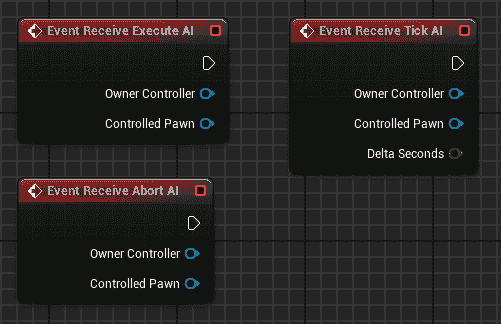 Event Receive Execute AI
Owner Controller
Controlled Pawn
Event Receive Tick AI
Owner Controller
Controlled Pawn
Delta Seconds
Event Receive Abort AI
Owner Controller
Controlled Pawn